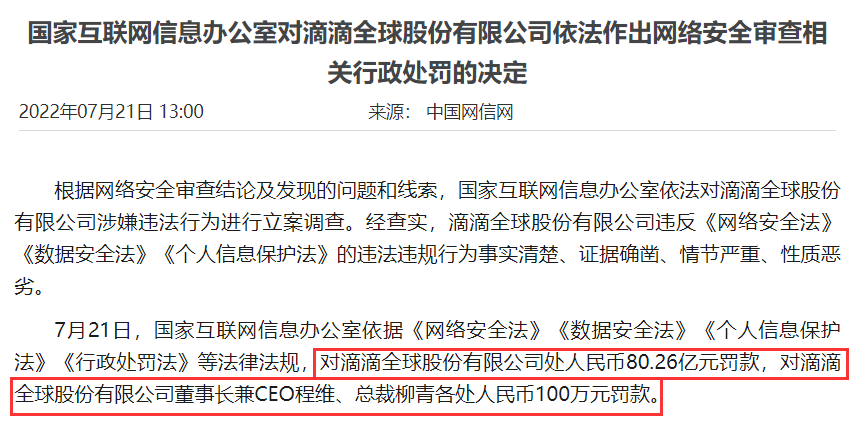 国家互联网信息办公室对滴滴全球股份有限公司依法作出网络安全审查相
关行政处罚的决定
2022年07月21日 13:00 来源： 中国网信网
根据网络安全审查结论及发现的问题和线索，国家互联网信息办公室依法对滴滴全球股份
有限公司涉嫌违法行为进行立案调查。经查实，滴滴全球股份有限公司违反《网络安全法》
《数据安全法》《个人信息保护法》的违法违规行为事实清楚、证据确凿、情节严重、性质恶
劣。
7月21日，国家互联网信息办公室依据《网络安全法》《数据安全法》《个人信息保护
法》《行政处罚法》等法律法规，对滴滴全球股份有限公司处人民币80.26亿元罚款，对滴滴
全球股份有限公司董事长兼CEO程维、总裁柳青各处人民币100万元罚款。